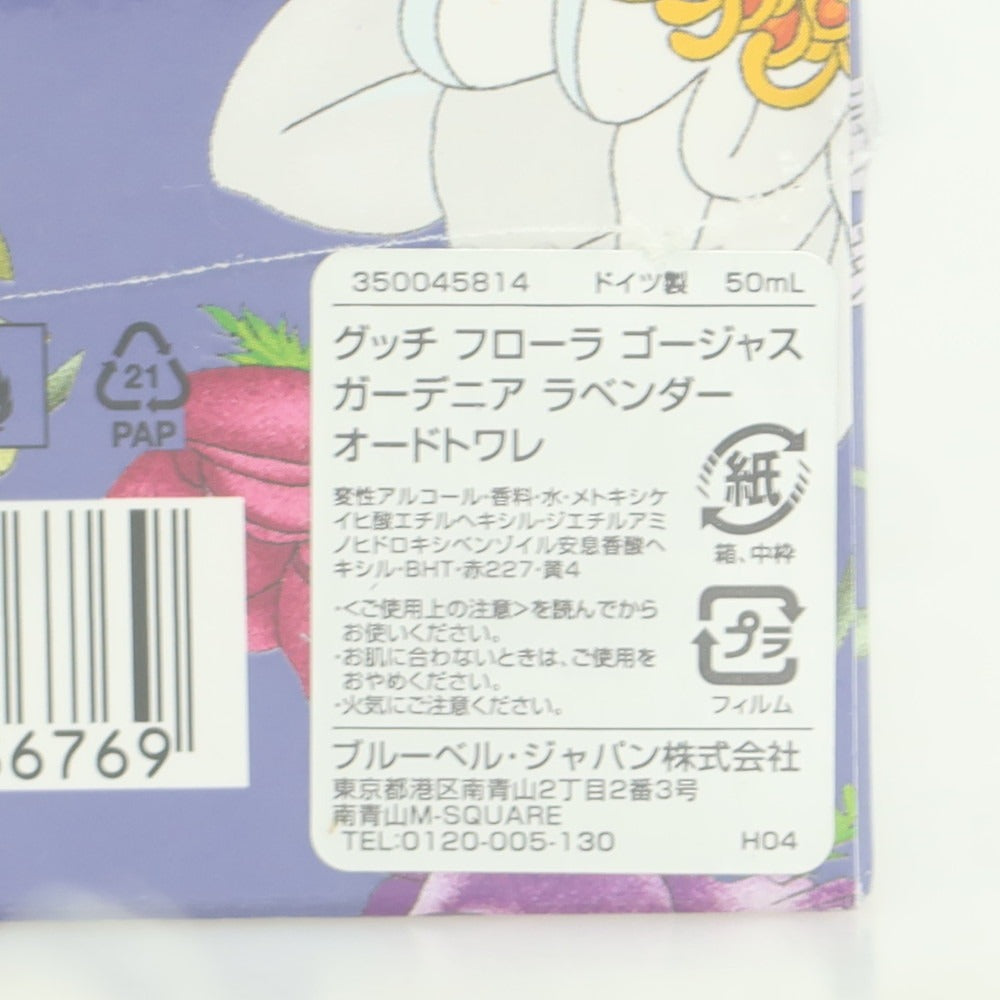 350045814 ドイツ製 50mL
グッチ フローラ ゴージャス
ガーデニア ラベンダー
オードトワレ
変性アルコール・香料・水・メトキシケ
イヒ酸エチルヘキシル・ジエチルアミ
ノヒドロキシベンゾイル安息香酸ヘ
キシル・BHT・赤227・黄4
・<ご使用上の注意>を読んでから
お使いください。
・お肌に合わないときは、ご使用を
おやめください。
・火気にご注意ください。
紙
箱、中枠
プラ
フィルム
ブルーベル・ジャパン株式会社
東京都港区南青山2丁目2番3号
南青山M-SQUARE
TEL:0120-005-130 H04
21
PAP
6769